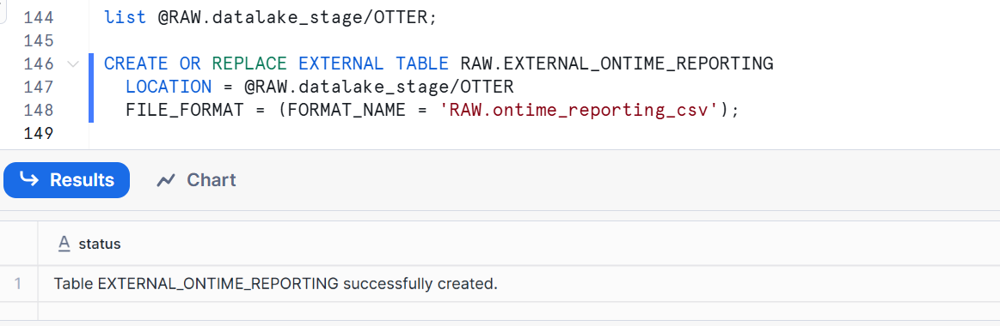 144 list @RAW.datalake_stage/OTTER;
145
146 CREATE OR REPLACE EXTERNAL TABLE RAW.EXTERNAL_ONTIME_REPORTING
147 LOCATION = @RAW.datalake_stage/OTTER
148 FILE_FORMAT = (FORMAT_NAME = 'RAW.ontime_reporting_csv');
149
Results Chart
A status
1 Table EXTERNAL_ONTIME_REPORTING successfully created.